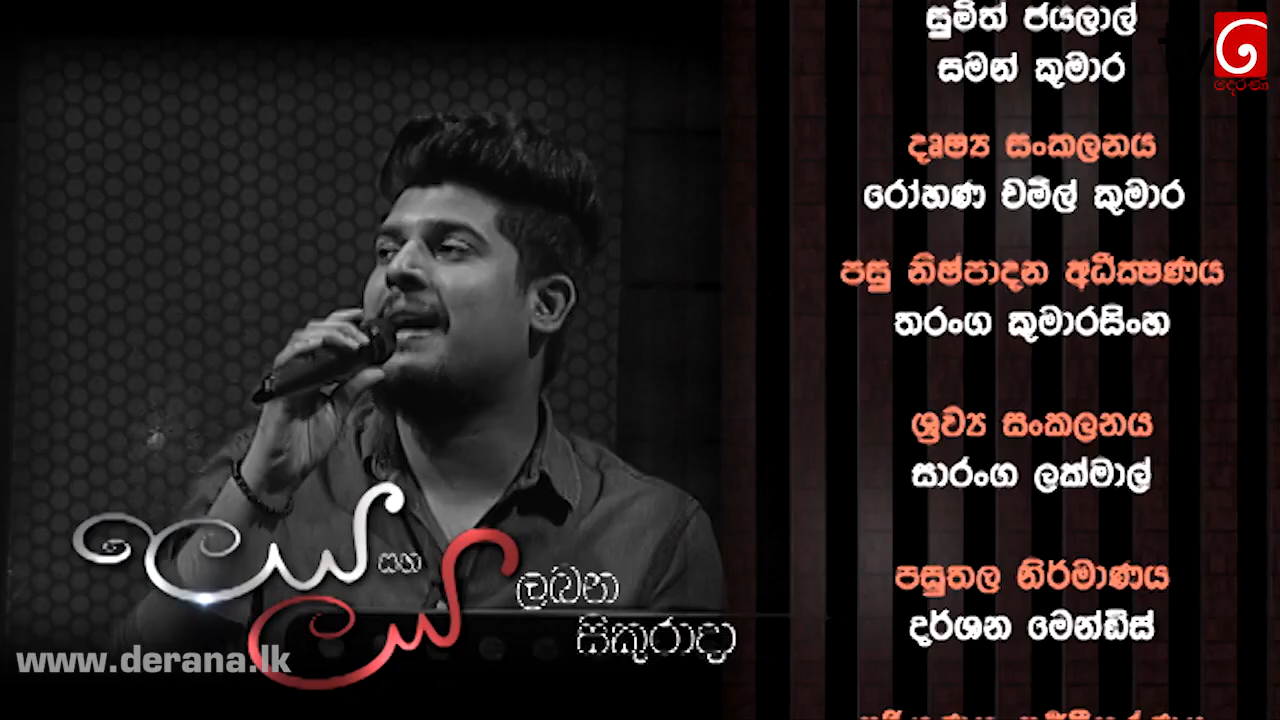 සුමිත් ජයලාල්
සමන් කුමාර
දෘෂ්‍ය සංකලනය
රෝහණ චමිල් කුමාර
පසු නිෂ්පාදන අධීක්ෂණය
තරංග කුමාරසිංහ
ශ්‍රව්‍ය සංකලනය
සාරංග ලක්මාල්
පසුතල නිර්මාණය
දර්ශන මෙන්ඩිස්
ලෙය් සහ
ලය් ලබන
සිකුරාදා
www.derana.lk
දෙරණ